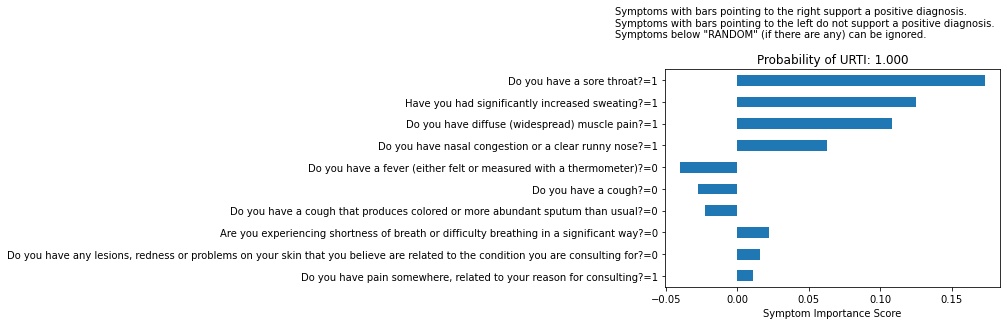 Symptoms with bars pointing to the right support a positive diagnosis.
Symptoms with bars pointing to the left do not support a positive diagnosis.
Symptoms below "RANDOM" (if there are any) can be ignored.
Probability of URTI: 1.000
Do you have a sore throat?=1
Have you had significantly increased sweating?=1
Do you have diffuse (widespread) muscle pain?=1
Do you have nasal congestion or a clear runny nose?=1
Do you have a fever (either felt or measured with a thermometer)?=0
Do you have a cough?=0
Do you have a cough that produces colored or more abundant sputum than usual?=0
Are you experiencing shortness of breath or difficulty breathing in a significant way?=0
Do you have any lesions, redness or problems on your skin that you believe are related to the condition you are consulting for?=0
Do you have pain somewhere, related to your reason for consulting?=1
−0.05 0.00 0.05 0.10 0.15
Symptom Importance Score